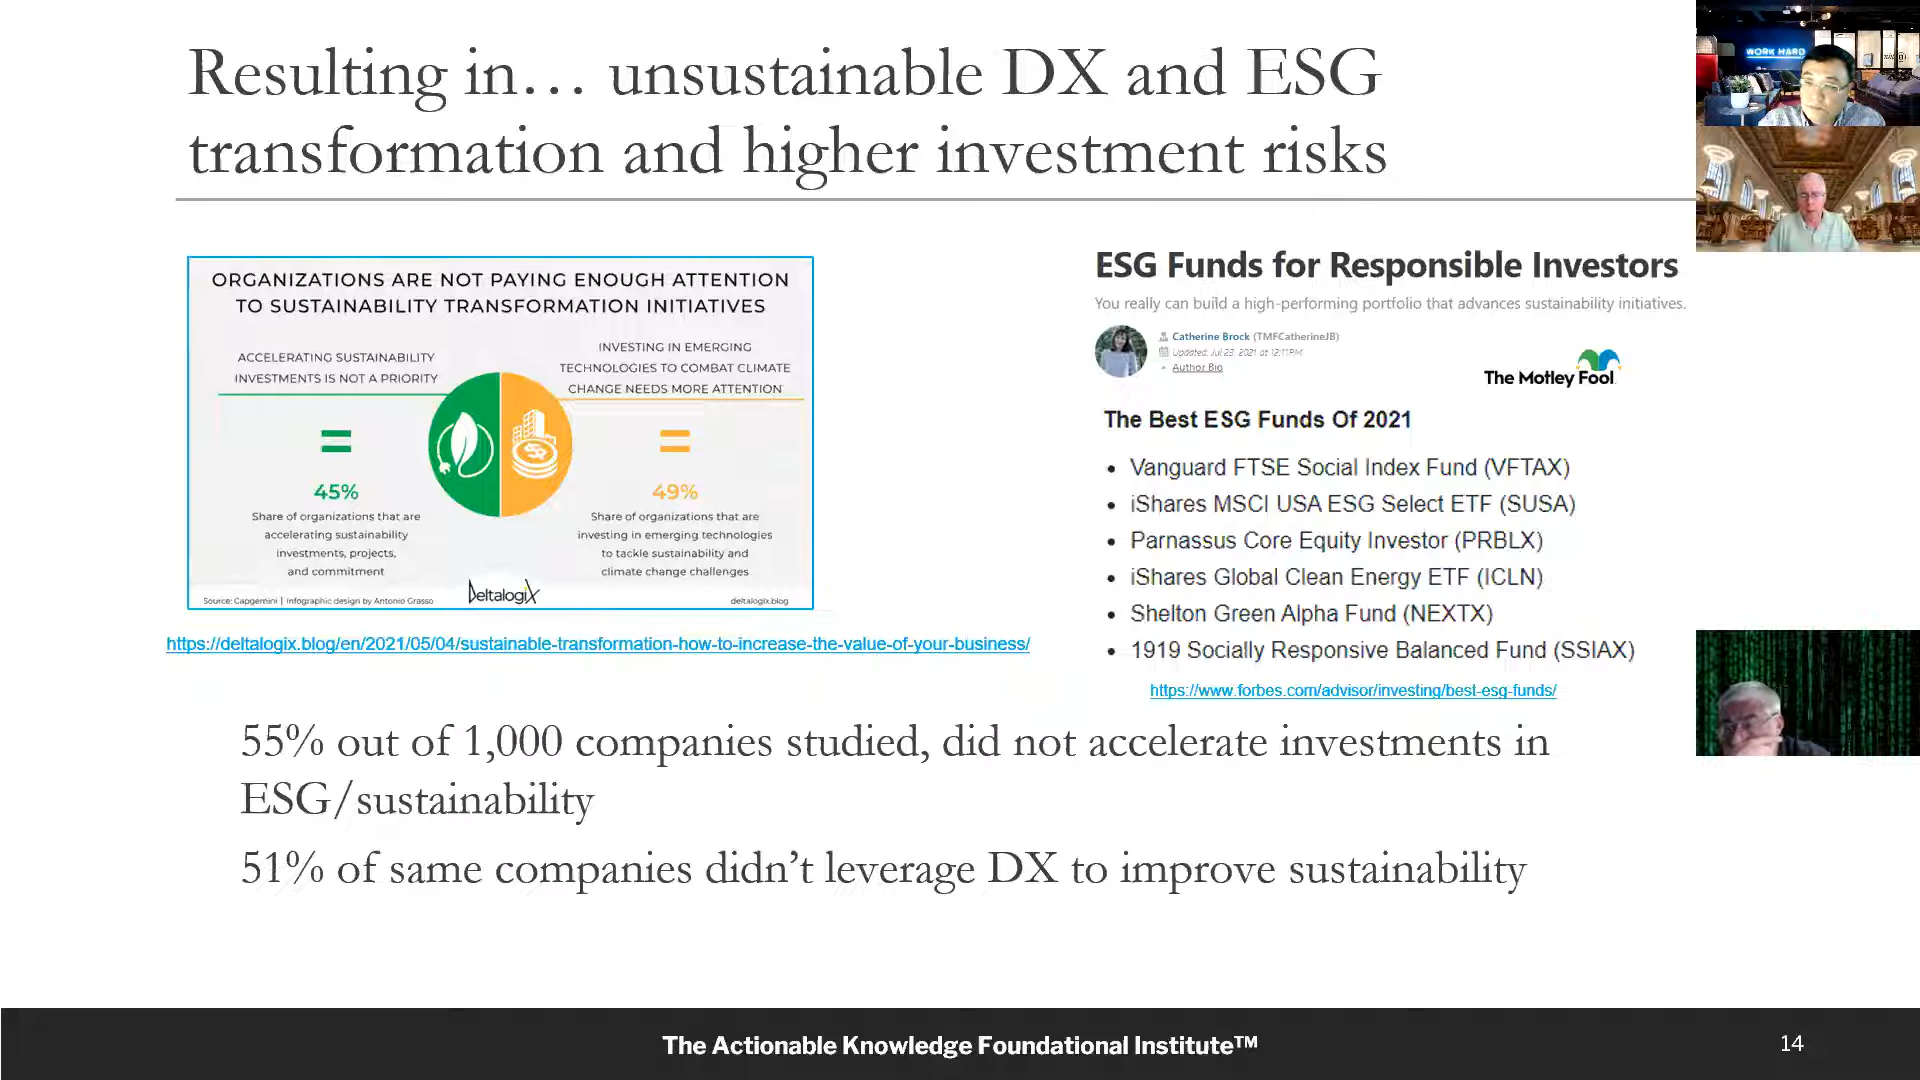 Resulting in… unsustainable DX and ESG
transformation and higher investment risks
WORK HARD
ORGANIZATIONS ARE NOT PAYING ENOUGH ATTENTION
TO SUSTAINABILITY TRANSFORMATION INITIATIVES
ACCELERATING SUSTAINABILITY
INVESTMENTS IS NOT A PRIORITY
=
45%
Share of organizations that are
accelerating sustainability
investments, projects,
and commitment
INVESTING IN EMERGING
TECHNOLOGIES TO COMBAT CLIMATE
CHANGE NEEDS MORE ATTENTION
=
49%
Share of organizations that are
investing in emerging technologies
to tackle sustainability and
climate change challenges
Source: Capgemini | Infographic design by Antonio Grasso
DeltalogiX
deltalogix.blog
https://deltalogix.blog/en/2021/05/04/sustainable-transformation-how-to-increase-the-value-of-your-business/
ESG Funds for Responsible Investors
You really can build a high-performing portfolio that advances sustainability initiatives.
Catherine Brock (TMFCatherineJB)
Updated: Jul 23, 2021 at 12:11PM
Author Bio
The Motley Fool
The Best ESG Funds Of 2021
• Vanguard FTSE Social Index Fund (VFTAX)
• iShares MSCI USA ESG Select ETF (SUSA)
• Parnassus Core Equity Investor (PRBLX)
• iShares Global Clean Energy ETF (ICLN)
• Shelton Green Alpha Fund (NEXTX)
• 1919 Socially Responsive Balanced Fund (SSIAX)
https://www.forbes.com/advisor/investing/best-esg-funds/
55% out of 1,000 companies studied, did not accelerate investments in
ESG/sustainability
51% of same companies didn't leverage DX to improve sustainability
The Actionable Knowledge Foundational Institute™
14